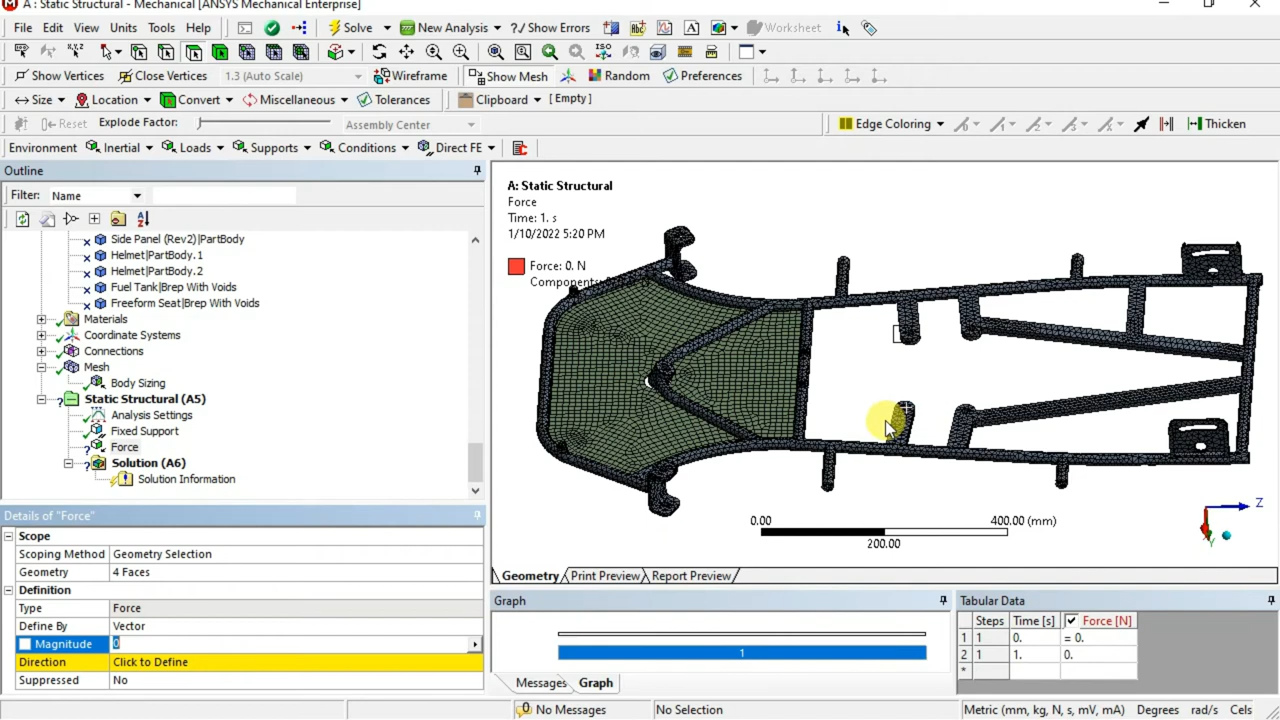 A : Static Structural - Mechanical [ANSYS Mechanical Enterprise]
File Edit View Units Tools Help Solve New Analysis ?/ Show Errors Worksheet i
Show Vertices Close Vertices 1.3 (Auto Scale) Wireframe Show Mesh Random Preferences
Size Location Convert Miscellaneous Tolerances Clipboard [ Empty ]
Reset Explode Factor: Assembly Center Edge Coloring Thicken
Environment Inertial Loads Supports Conditions Direct FE
Outline
Filter: Name
Side Panel (Rev2)|PartBody
Helmet|PartBody.1
Helmet|PartBody.2
Fuel Tank|Brep With Voids
Freeform Seat|Brep With Voids
Materials
Coordinate Systems
Connections
Mesh
Body Sizing
Static Structural (A5)
Analysis Settings
Fixed Support
Force
Solution (A6)
Solution Information
Details of "Force"
Scope
Scoping Method Geometry Selection
Geometry 4 Faces
Definition
Type Force
Define By Vector
Magnitude 0
Direction Click to Define
Suppressed No
A: Static Structural
Force
Time: 1. s
1/10/2022 5:20 PM
Force: 0. N
Components:
Z
Y
0.00 400.00 (mm)
200.00
Geometry Print Preview Report Preview
Graph
1
Messages Graph
Tabular Data
Steps Time [s] Force [N]
1 1 0. = 0.
2 1 1. 0.
*
No Messages No Selection Metric (mm, kg, N, s, mV, mA) Degrees rad/s Cels